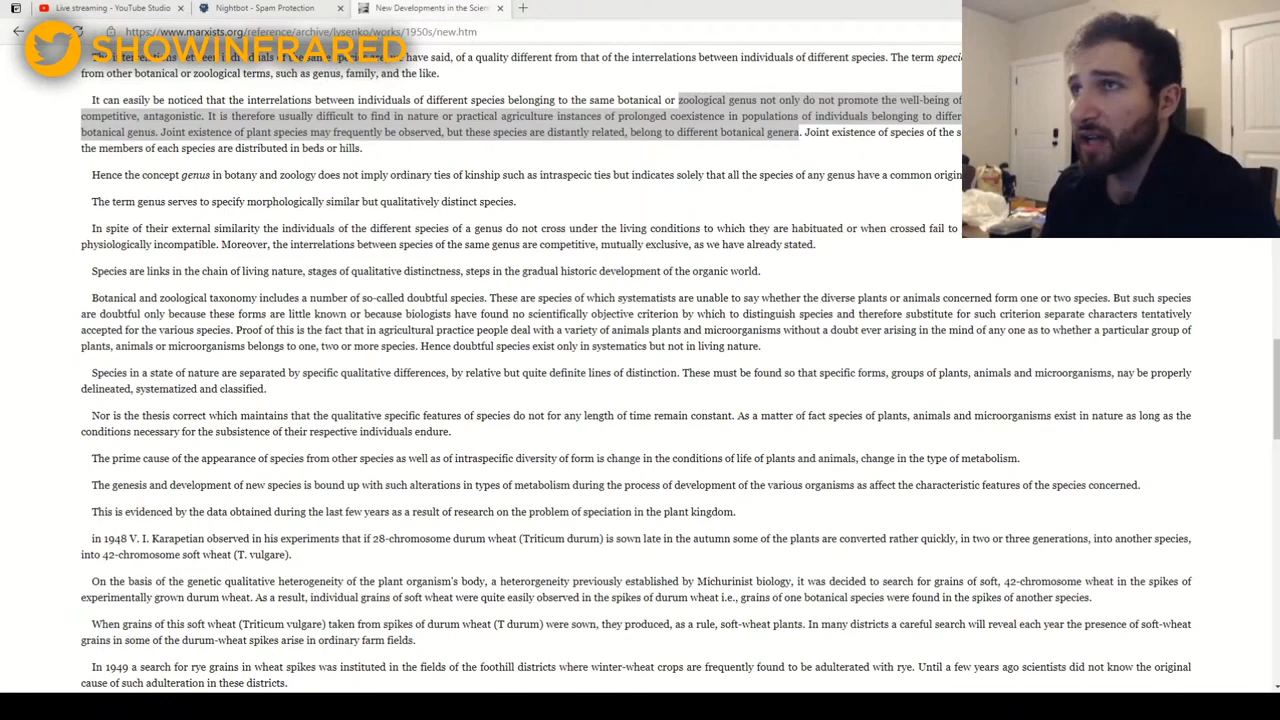 Live streaming - YouTube Studio
Nightbot - Spam Protection
New Developments in the Scien
https://www.marxists.org/reference/archive/lysenko/works/1950s/new.htm
SHOWINFRARED
have said, of a quality different from that of the interrelations between individuals of different species. The term
from other botanical or zoological terms, such as genus, family, and the like.
It can easily be noticed that the interrelations between individuals of different species belonging to the same botanical or zoological genus not only do not promote the well-being of
competitive, antagonistic. It is therefore usually difficult to find in nature or practical agriculture instances of prolonged coexistence in populations of individuals belonging to
botanical genus. Joint existence of plant species may frequently be observed, but these species are distantly related, belong to different botanical genera. Joint existence of species of the
the members of each species are distributed in beds or hills.
Hence the concept genus in botany and zoology does not imply ordinary ties of kinship such as intraspecic ties but indicates solely that all the species of any genus have a common
The term genus serves to specify morphologically similar but qualitatively distinct species.
In spite of their external similarity the individuals of the different species of a genus do not cross under the living conditions to which they are habituated or when crossed fail to
physiologically incompatible. Moreover, the interrelations between species of the same genus are competitive, mutually exclusive, as we have already stated.
Species are links in the chain of living nature, stages of qualitative distinctness, steps in the gradual historic development of the organic world.
Botanical and zoological taxonomy includes a number of so-called doubtful species. These are species of which systematists are unable to say whether the diverse plants or animals concerned form one or two species. But such species
are doubtful only because these forms are little known or because biologists have found no scientifically objective criterion by which to distinguish species and therefore substitute for such criterion separate characters tentatively
accepted for the various species. Proof of this is the fact that in agricultural practice people deal with a variety of animals plants and microorganisms without a doubt ever arising in the mind of any one as to whether a particular group of
plants, animals or microorganisms belongs to one, two or more species. Hence doubtful species exist only in systematics but not in living nature.
Species in a state of nature are separated by specific qualitative differences, by relative but quite definite lines of distinction. These must be found so that specific forms, groups of plants, animals and microorganisms, nay be properly
delineated, systematized and classified.
Nor is the thesis correct which maintains that the qualitative specific features of species do not for any length of time remain constant. As a matter of fact species of plants, animals and microorganisms exist in nature as long as the
conditions necessary for the subsistence of their respective individuals endure.
The prime cause of the appearance of species from other species as well as of intraspecific diversity of form is change in the conditions of life of plants and animals, change in the type of metabolism.
The genesis and development of new species is bound up with such alterations in types of metabolism during the process of development of the various organisms as affect the characteristic features of the species concerned.
This is evidenced by the data obtained during the last few years as a result of research on the problem of speciation in the plant kingdom.
in 1948 V. I. Karapetian observed in his experiments that if 28-chromosome durum wheat (Triticum durum) is sown late in the autumn some of the plants are converted rather quickly, in two or three generations, into another species,
into 42-chromosome soft wheat (T. vulgare).
On the basis of the genetic qualitative heterogeneity of the plant organism's body, a heterorgeneity previously established by Michurinist biology, it was decided to search for grains of soft, 42-chromosome wheat in the spikes of
experimentally grown durum wheat. As a result, individual grains of soft wheat were quite easily observed in the spikes of durum wheat i.e., grains of one botanical species were found in the spikes of another species.
When grains of this soft wheat (Triticum vulgare) taken from spikes of durum wheat (T durum) were sown, they produced, as a rule, soft-wheat plants. In many districts a careful search will reveal each year the presence of soft-wheat
grains in some of the durum-wheat spikes arise in ordinary farm fields.
In 1949 a search for rye grains in wheat spikes was instituted in the fields of the foothill districts where winter-wheat crops are frequently found to be adulterated with rye. Until a few years ago scientists did not know the original
cause of such adulteration in these districts.